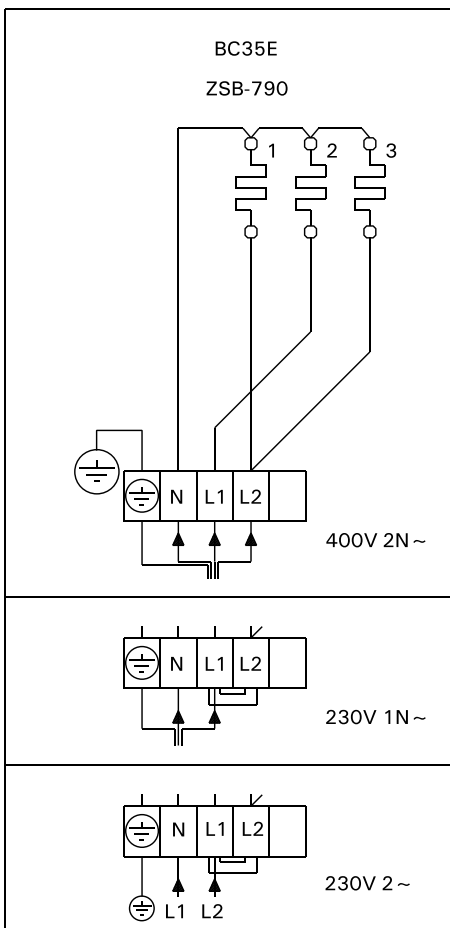 BC35E
ZSB-790
1 2 3
N L1 L2
400V 2N~
N L1 L2
230V 1N~
N L1 L2
230V 2~
L1 L2